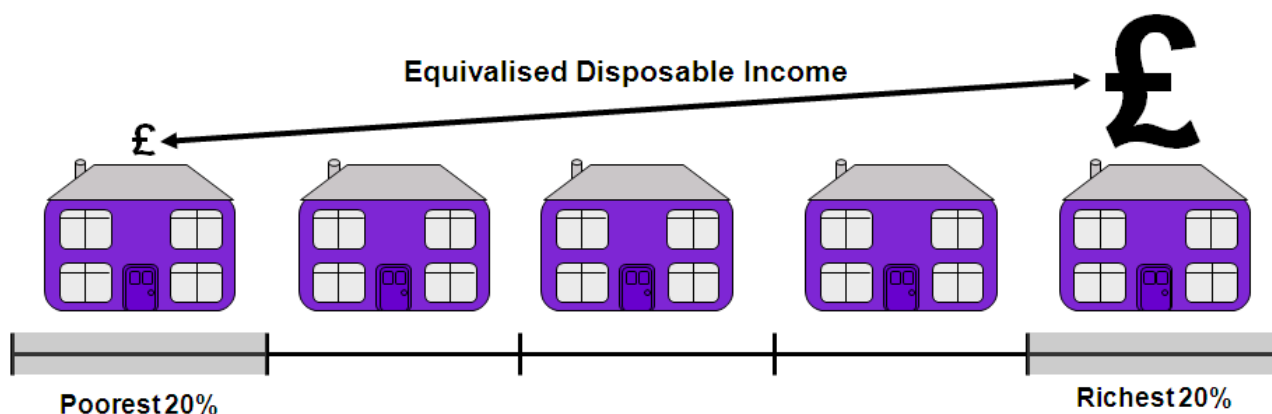 Equivalised Disposable Income
£
£
Poorest 20%
Richest 20%